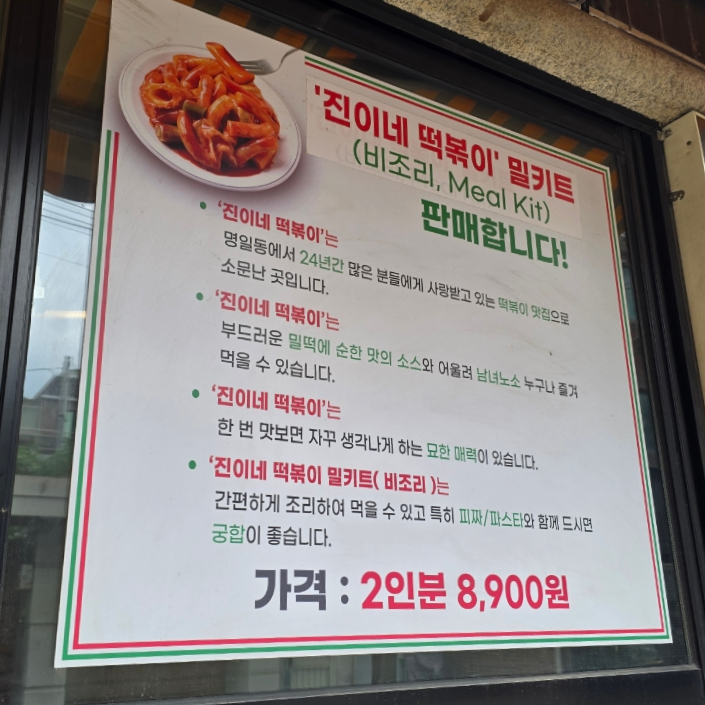 '진이네 떡볶이' 밀키트
(비조리, Meal Kit)
판매합니다!
• '진이네 떡볶이'는
명일동에서 24년간 많은 분들에게 사랑받고 있는 떡볶이 맛집으로
소문난 곳입니다.
• '진이네 떡볶이'는
부드러운 밀떡에 순한 맛의 소스와 어울려 남녀노소 누구나 즐겨
먹을 수 있습니다.
• '진이네 떡볶이'는
한 번 맛보면 자꾸 생각나게 하는 묘한 매력이 있습니다.
• '진이네 떡볶이 밀키트( 비조리 )는
간편하게 조리하여 먹을 수 있고 특히 피짜/파스타와 함께 드시면
궁합이 좋습니다.
가격 : 2인분 8,900원